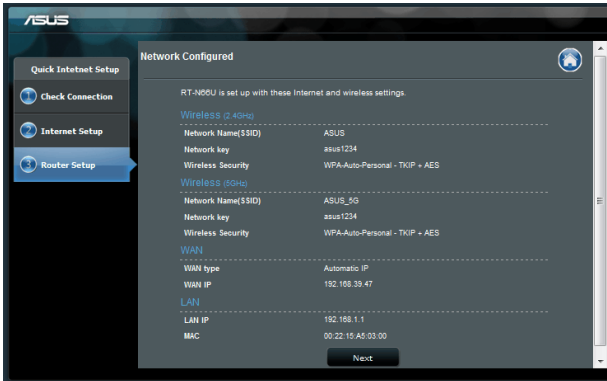 ASUS
Network Configured
Quick Intetnet Setup
1 Check Connection
2 Internet Setup
3 Router Setup
RT-N66U is set up with these Internet and wireless settings.
Wireless (2.4GHz)
Network Name(SSID) ASUS
Network key asus1234
Wireless Security WPA-Auto-Personal - TKIP + AES
Wireless (5GHz)
Network Name(SSID) ASUS_5G
Network key asus1234
Wireless Security WPA-Auto-Personal - TKIP + AES
WAN
WAN type Automatic IP
WAN IP 192.168.39.47
LAN
LAN IP 192.168.1.1
MAC 00:22:15:A5:03:00
Next